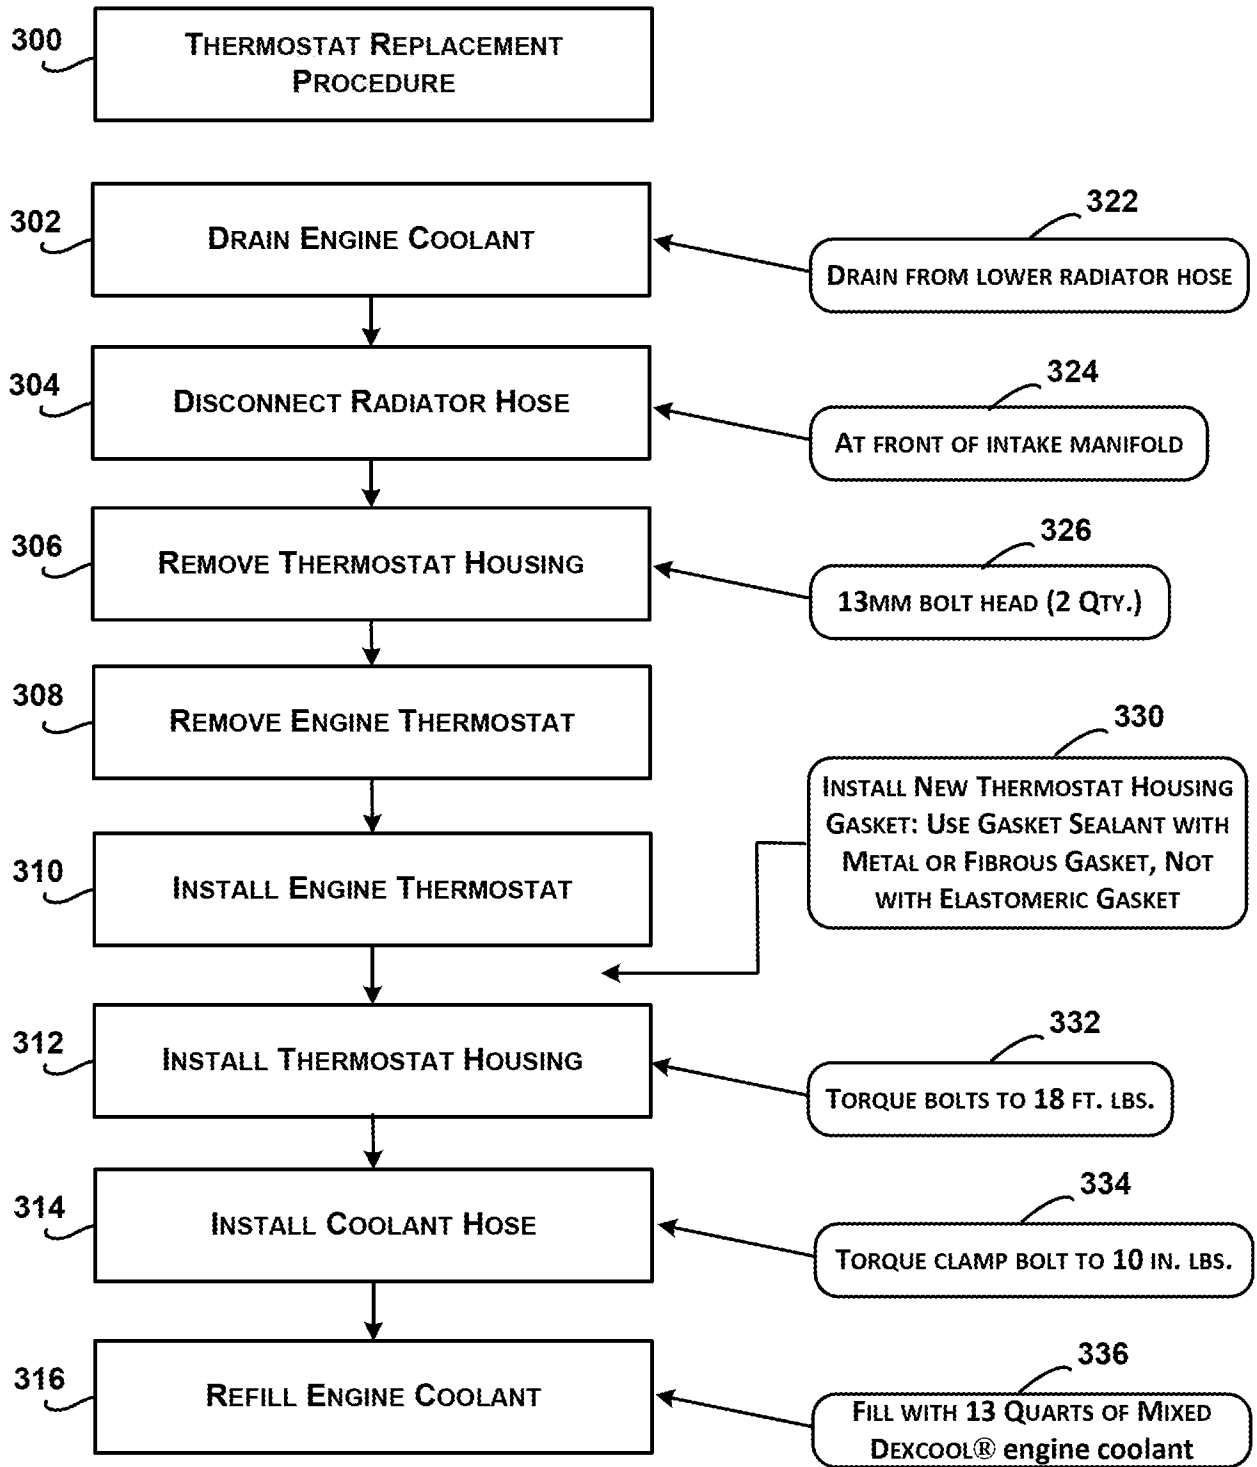 300
THERMOSTAT REPLACEMENT
PROCEDURE
302
DRAIN ENGINE COOLANT
322
DRAIN FROM LOWER RADIATOR HOSE
304
DISCONNECT RADIATOR HOSE
324
AT FRONT OF INTAKE MANIFOLD
306
REMOVE THERMOSTAT HOUSING
326
13MM BOLT HEAD (2 QTY.)
308
REMOVE ENGINE THERMOSTAT
330
INSTALL NEW THERMOSTAT HOUSING
GASKET: USE GASKET SEALANT WITH
METAL OR FIBROUS GASKET, NOT
WITH ELASTOMERIC GASKET
310
INSTALL ENGINE THERMOSTAT
312
INSTALL THERMOSTAT HOUSING
332
TORQUE BOLTS TO 18 FT. LBS.
314
INSTALL COOLANT HOSE
334
TORQUE CLAMP BOLT TO 10 IN. LBS.
316
REFILL ENGINE COOLANT
336
FILL WITH 13 QUARTS OF MIXED
DEXCOOL® engine coolant